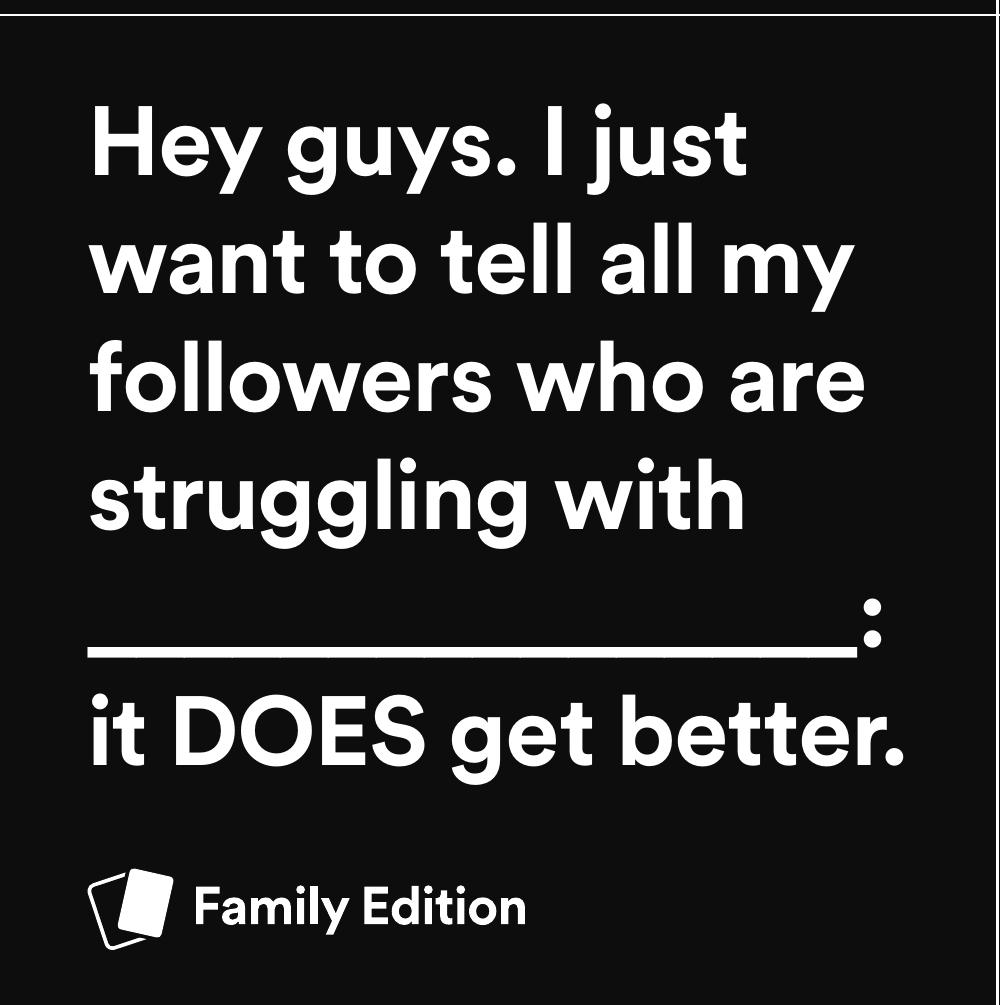 Hey guys. I just
want to tell all my
followers who are
struggling with
________________:
it DOES get better.
Family Edition